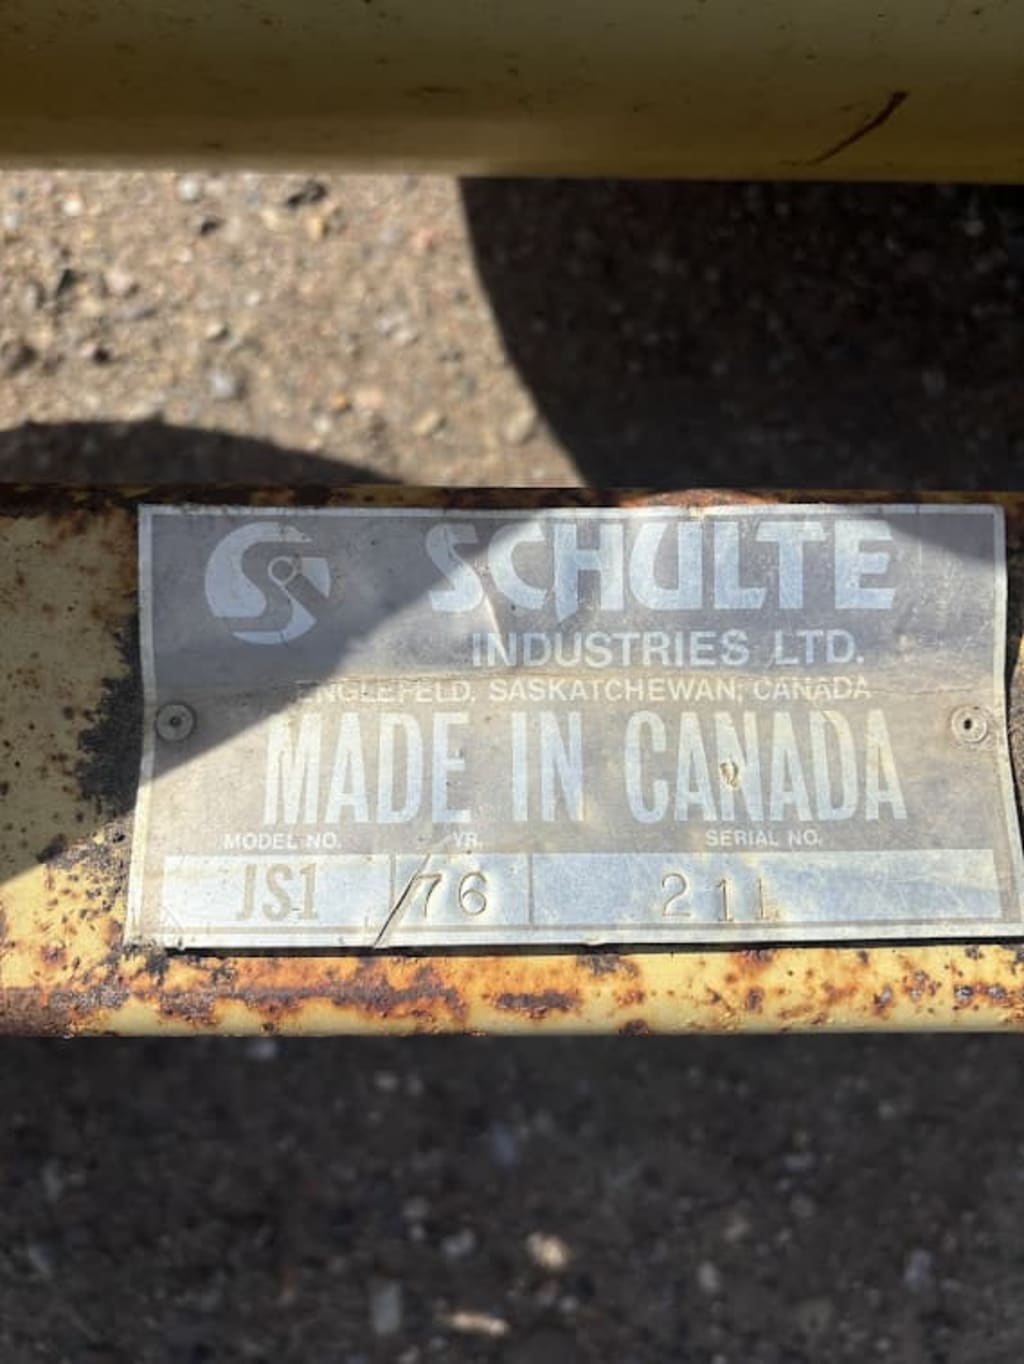 SCHULTE
INDUSTRIES LTD.
ENGLEFELD, SASKATCHEWAN, CANADA
MADE IN CANADA
MODEL NO. YR. SERIAL NO.
JS1 76 211